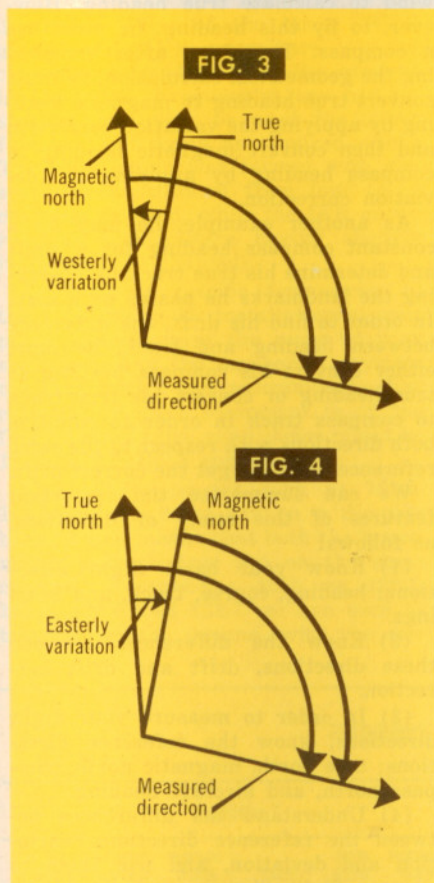 FIG. 3
True
north
Magnetic
north
Westerly
variation
Measured
direction
FIG. 4
True
north
Magnetic
north
Easterly
variation
Measured
direction